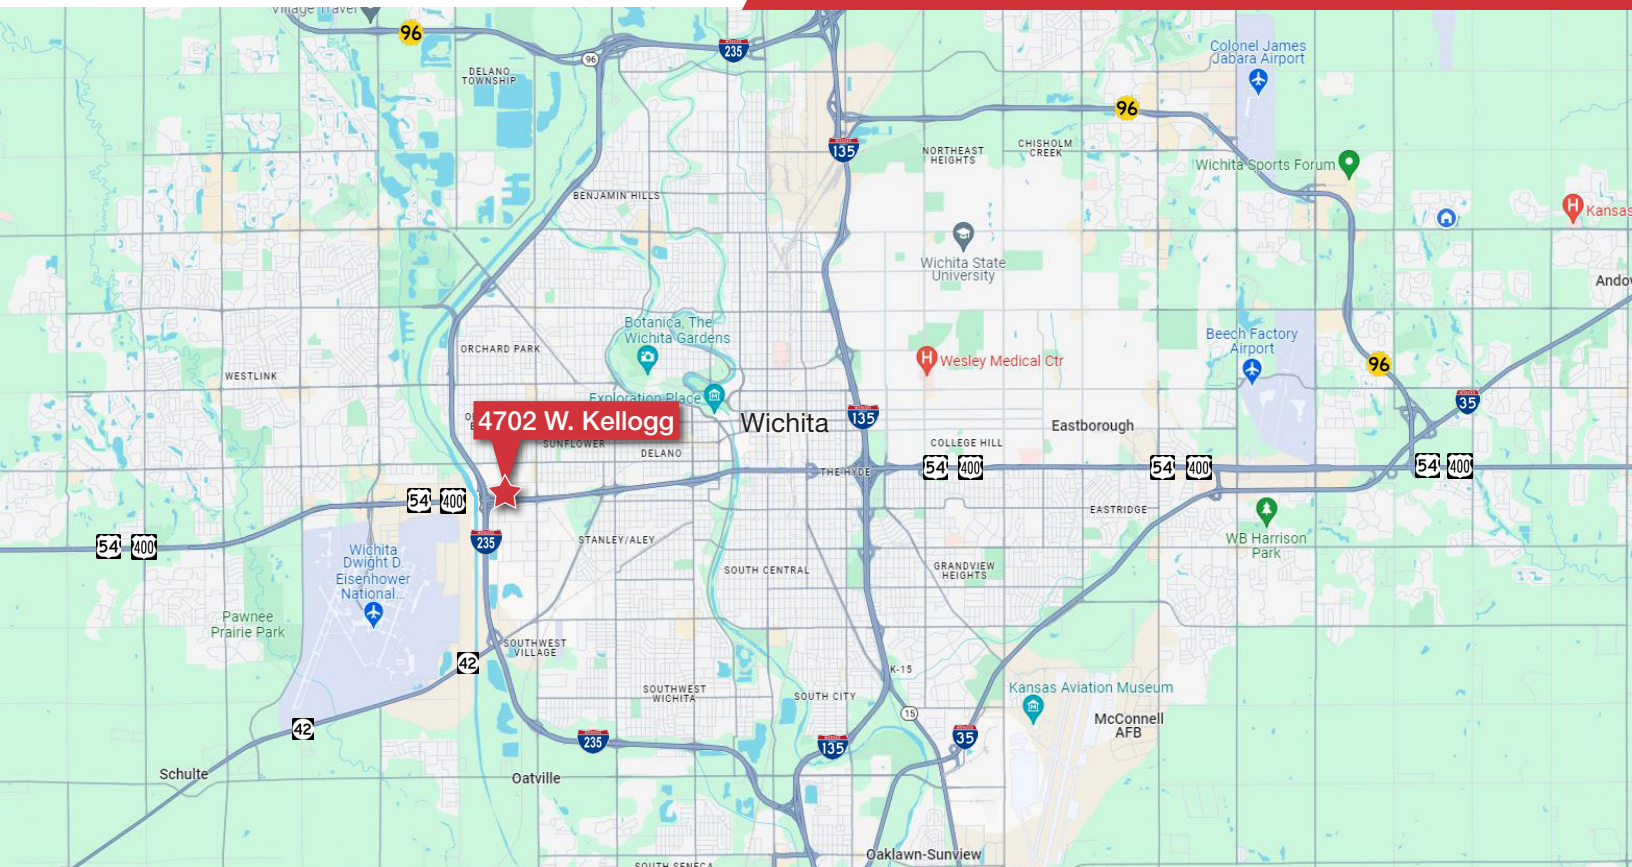 Village Travel
96
96
235
Colonel James
Jabara Airport
DELANO
TOWNSHIP
96
135
NORTHEAST
HEIGHTS
CHISHOLM
CREEK
Wichita Sports Forum
BENJAMIN HILLS
Kansas
Wichita State
University
Ando
Botanica, The
Wichita Gardens
ORCHARD PARK
Beech Factory
Airport
Wesley Medical Ctr
96
WESTLINK
Exploration Place
35
4702 W. Kellogg
Wichita
135
Eastborough
SUNFLOWER
DELANO
COLLEGE HILL
THE HYDE
54 400
54 400
54 400
54 400
EASTRIDGE
235
STANLEY/ALEY
WB Harrison
Park
54 400
Wichita
Dwight D.
Eisenhower
National...
SOUTH CENTRAL
GRANDVIEW
HEIGHTS
Pawnee
Prairie Park
SOUTHWEST
VILLAGE
42
K-15
SOUTHWEST
WICHITA
SOUTH CITY
Kansas Aviation Museum
15
McConnell
AFB
42
235
135
35
Schulte
Oatville
Oaklawn-Sunview
SOUTH SENECA